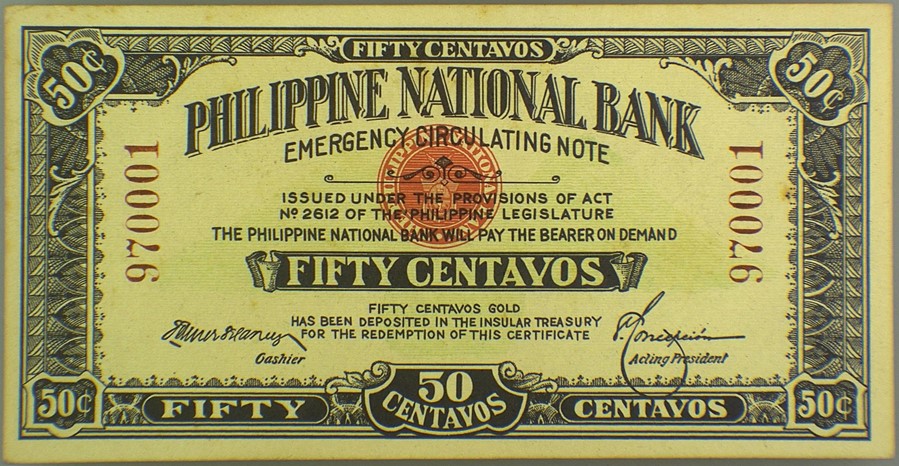 FIFTY CENTAVOS
50¢
50¢
PHILIPPINE NATIONAL BANK
EMERGENCY CIRCULATING NOTE
970001
970001
ISSUED UNDER THE PROVISIONS OF ACT
Nº 2612 OF THE PHILIPPINE LEGISLATURE
THE PHILIPPINE NATIONAL BANK WILL PAY THE BEARER ON DEMAND
FIFTY CENTAVOS
FIFTY CENTAVOS GOLD
HAS BEEN DEPOSITED IN THE INSULAR TREASURY
FOR THE REDEMPTION OF THIS CERTIFICATE
Concepción
Cashier
Acting President
50¢
FIFTY
50
CENTAVOS
CENTAVOS
50¢